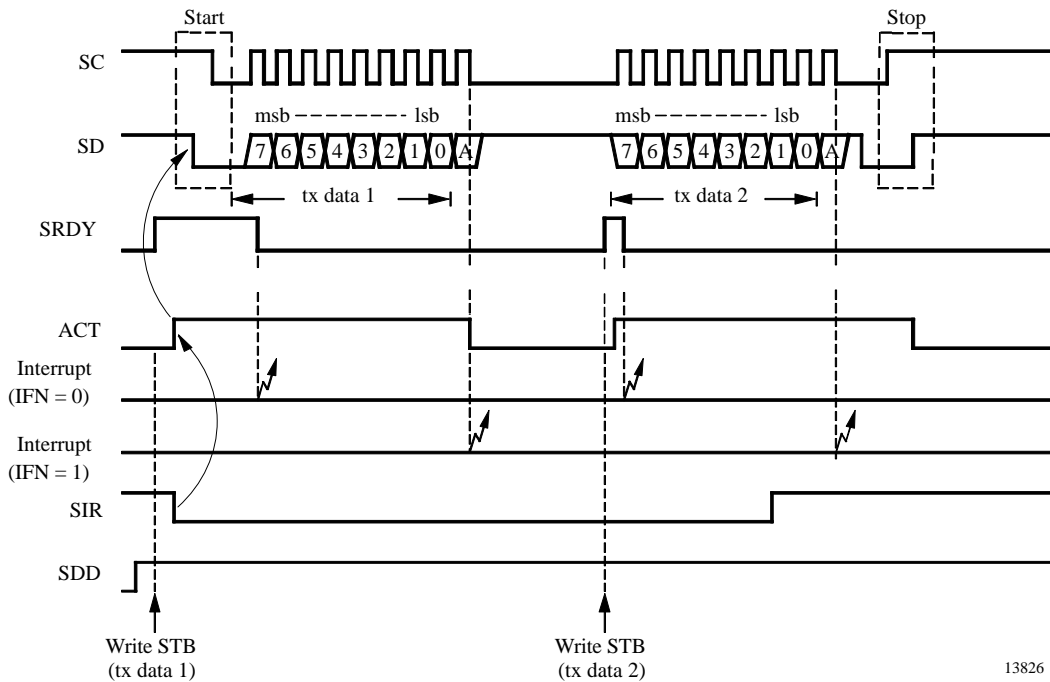 Start
Stop
SC
msb lsb
msb lsb
SD
7 6 5 4 3 2 1 0 A
7 6 5 4 3 2 1 0 A
tx data 1
tx data 2
SRDY
ACT
Interrupt
(IFN = 0)
Interrupt
(IFN = 1)
SIR
SDD
Write STB
(tx data 1)
Write STB
(tx data 2)
13826